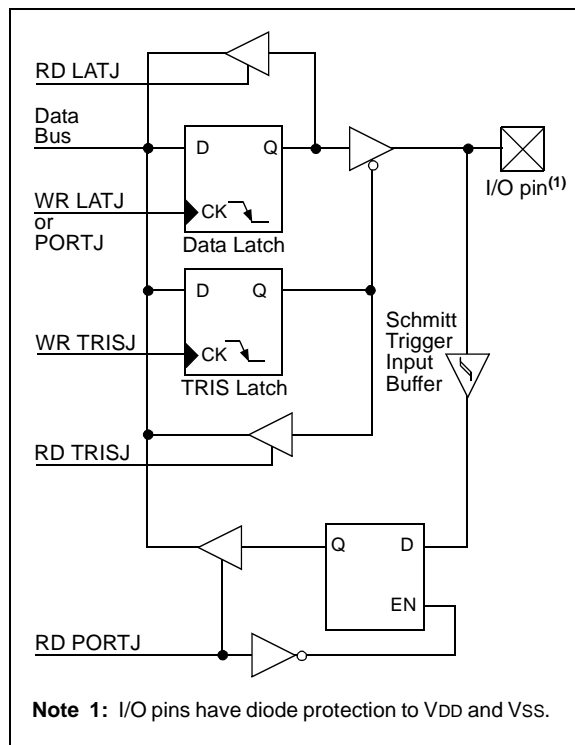 RD LATJ
Data
Bus
D Q
I/O pin(1)
WR LATJ
or
PORTJ
CK
Data Latch
D Q
WR TRISJ
CK
TRIS Latch
Schmitt
Trigger
Input
Buffer
RD TRISJ
Q D
EN
RD PORTJ
Note 1: I/O pins have diode protection to VDD and VSS.